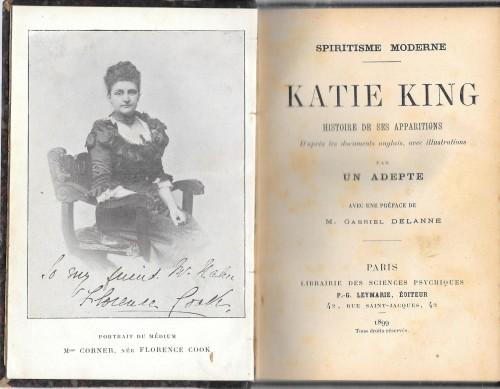 To my friend
Florence Cook.
PORTRAIT DU MÉDIUM
Mme CORNER, NÉE FLORENCE COOK
SPIRITISME MODERNE
KATIE KING
HISTOIRE DE SES APPARITIONS
D'après les documents anglais, avec illustrations
PAR
UN ADEPTE
AVEC UNE PRÉFACE DE
M. GABRIEL DELANNE
PARIS
LIBRAIRIE DES SCIENCES PSYCHIQUES
P.-G. LEYMARIE, ÉDITEUR
42, RUE SAINT-JACQUES, 42
1899
Tous droits réservés.